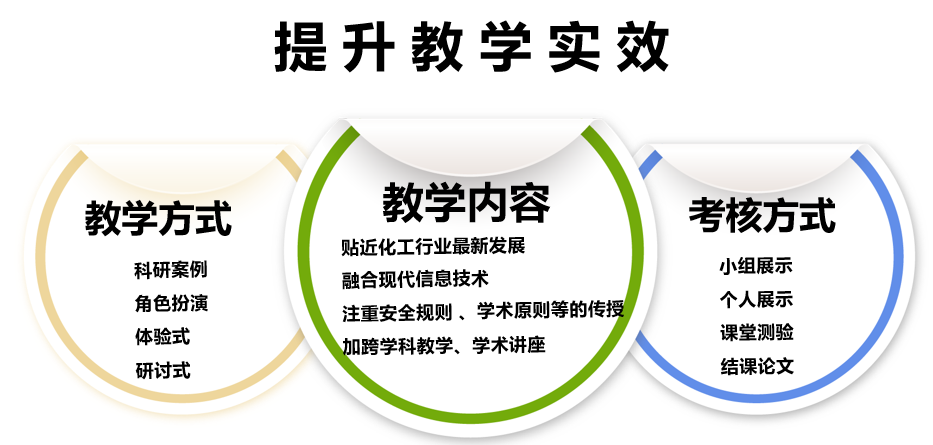 提升教学实效
教学方式
科研案例
角色扮演
体验式
研讨式
教学内容
贴近化工行业最新发展
融合现代信息技术
注重安全规则、学术原则等的传授
加跨学科教学、学术讲座
考核方式
小组展示
个人展示
课堂测验
结课论文